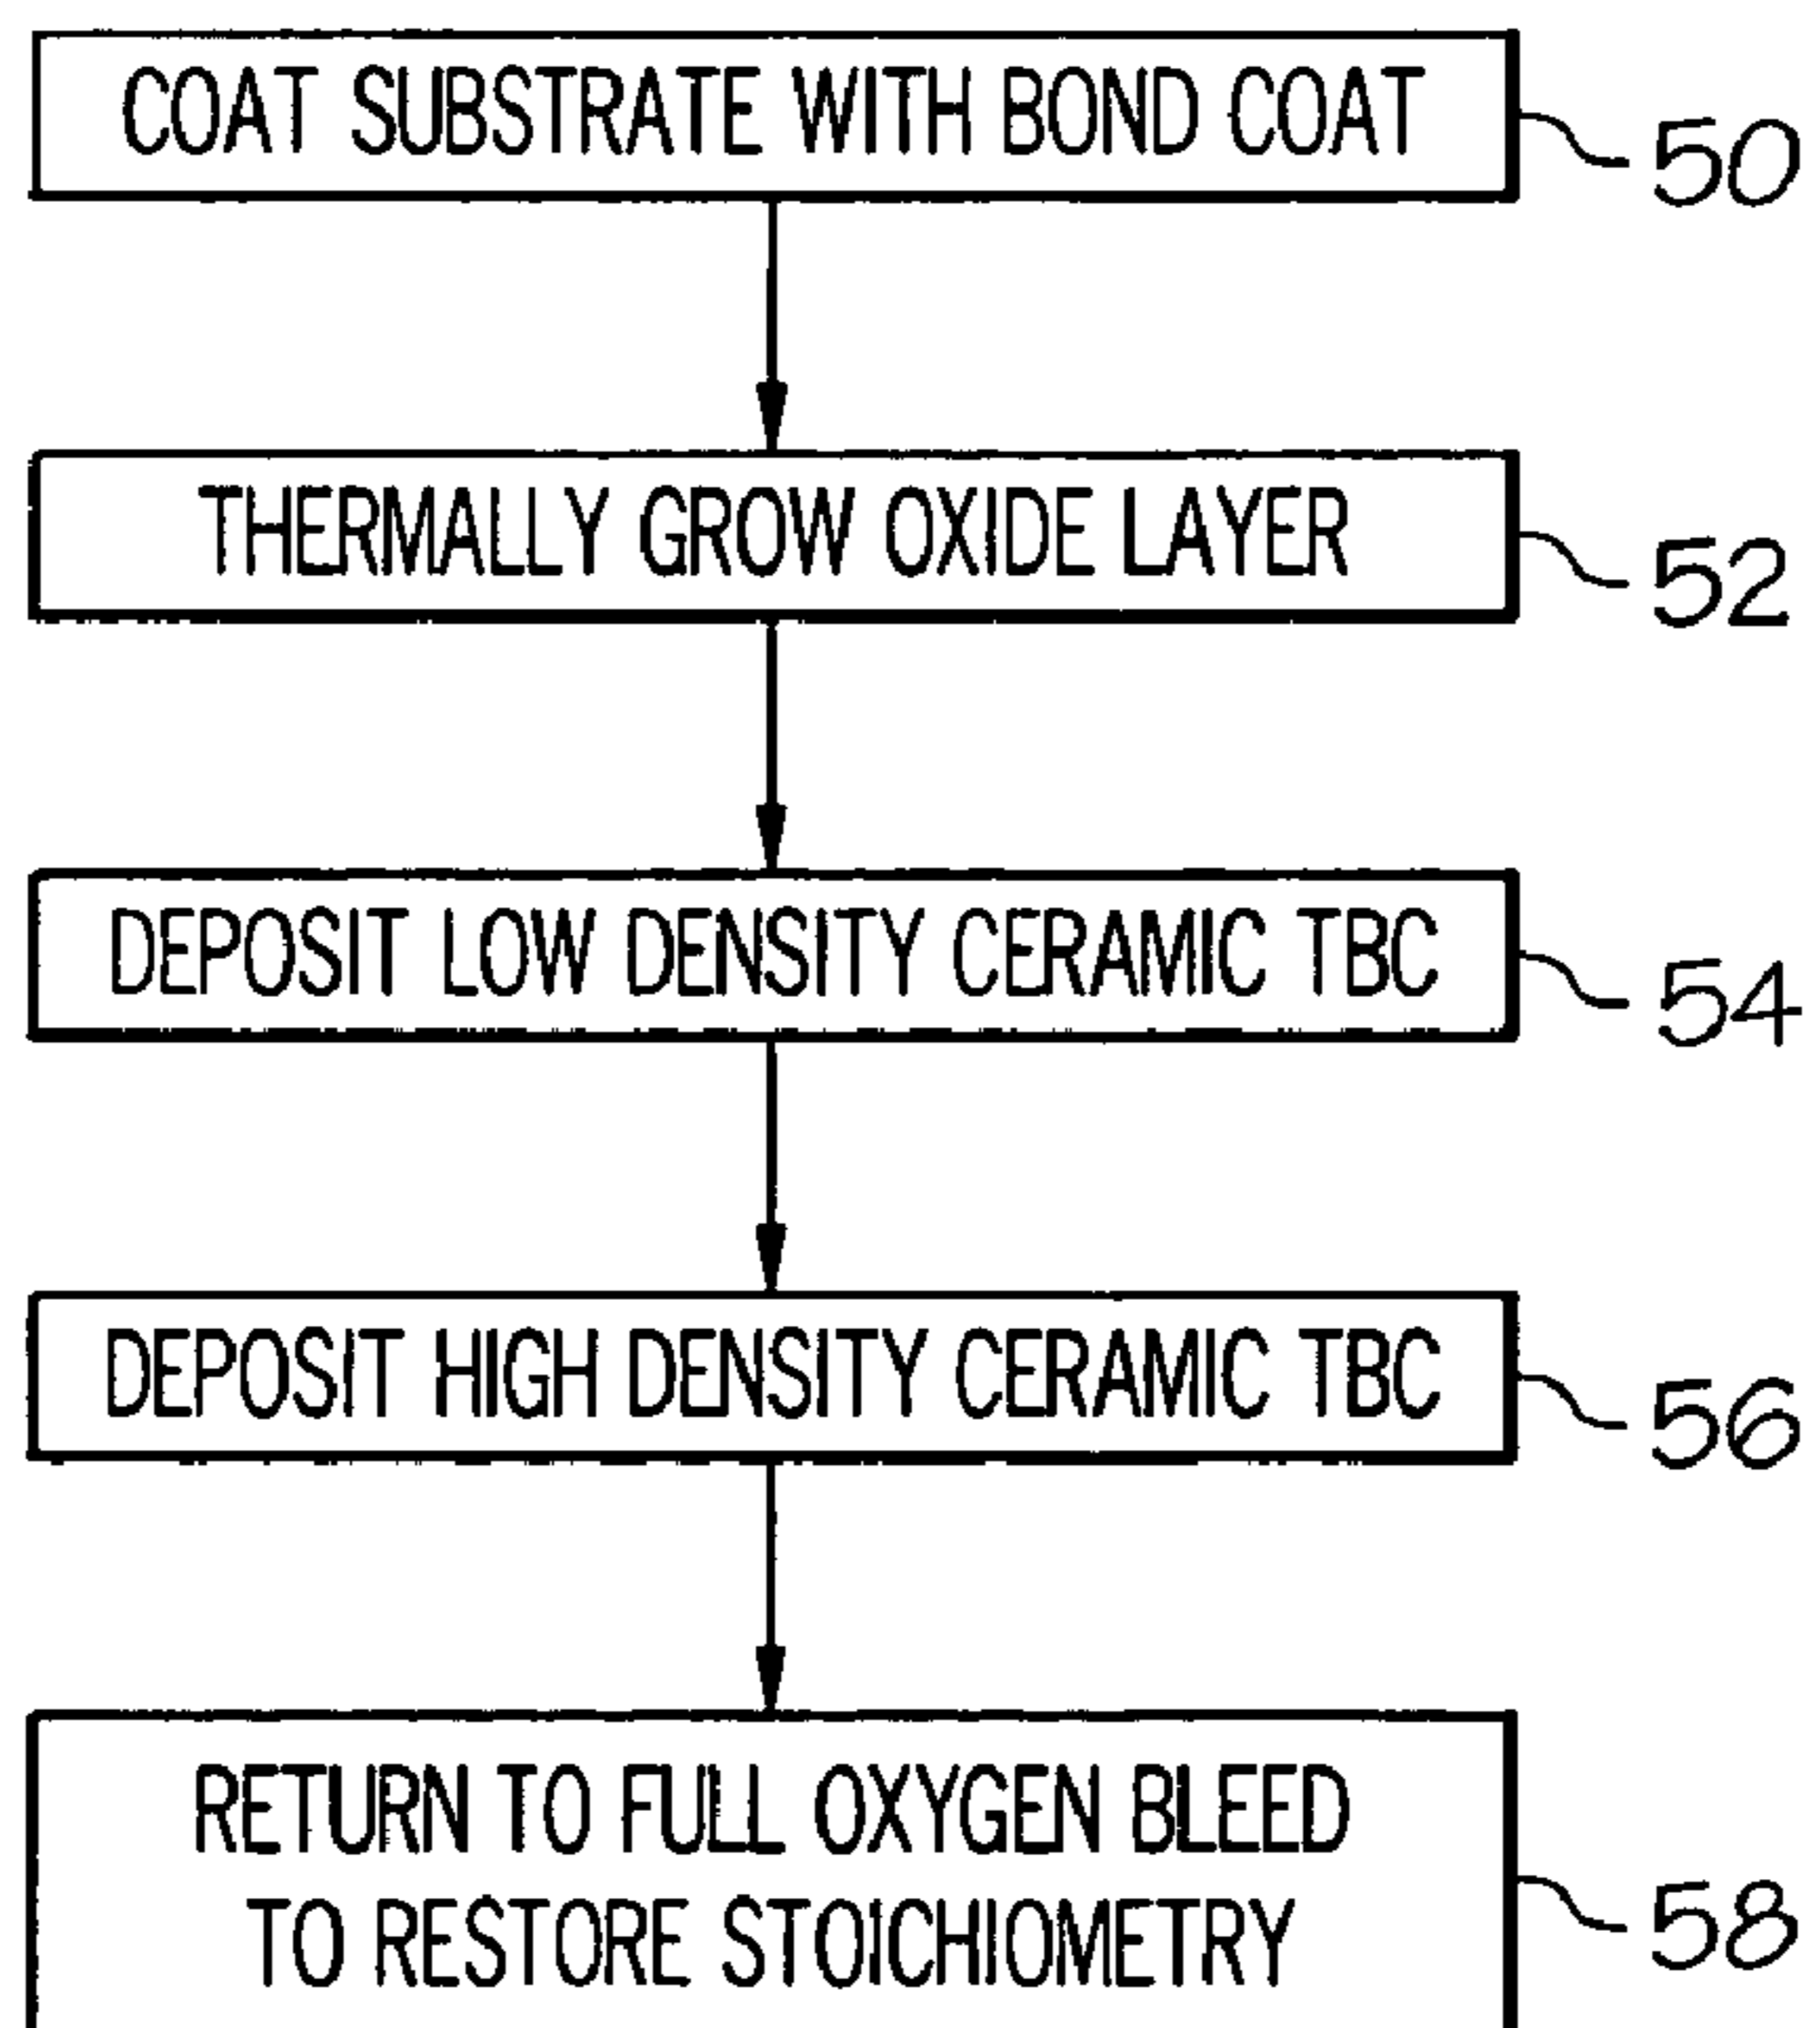 COAT SUBSTRATE WITH BOND COAT
50
THERMALLY GROW OXIDE LAYER
52
DEPOSIT LOW DENSITY CERAMIC TBC
54
DEPOSIT HIGH DENSITY CERAMIC TBC
56
RETURN TO FULL OXYGEN BLEED
TO RESTORE STOICHIOMETRY
58